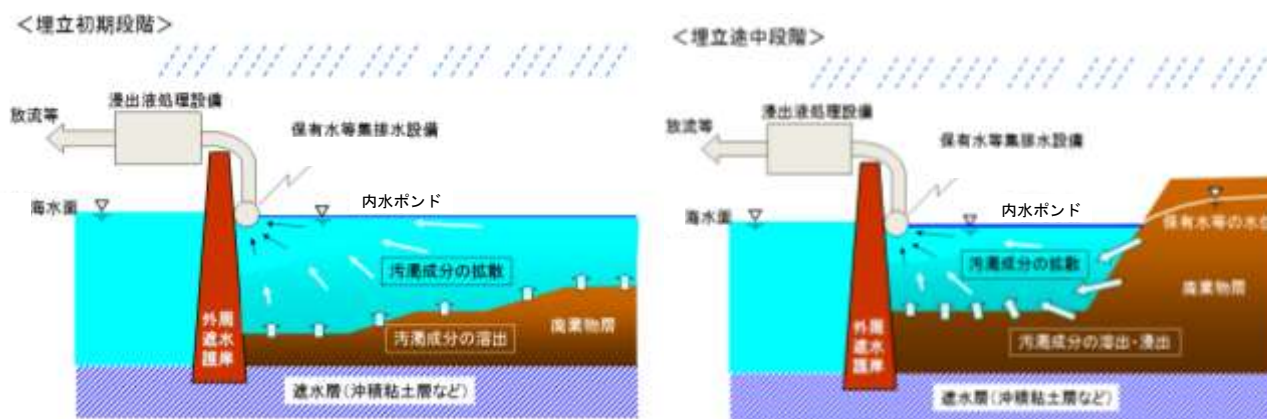 <埋立初期段階>
浸出液処理設備
放流等
保有水等集排水設備
海水面
内水ポンド
汚濁成分の拡散
外周
遮水
護岸
廃棄物層
汚濁成分の溶出
遮水層(沖積粘土層など)
<埋立途中段階>
浸出液処理設備
放流等
保有水等集排水設備
海水面
内水ポンド
保有水等の水位
汚濁成分の拡散
廃棄物層
外周
遮水
護岸
汚濁成分の溶出・浸出
遮水層(沖積粘土層など)